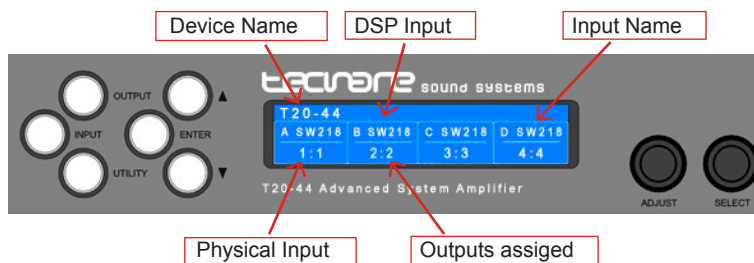 Device Name
DSP Input
Input Name
OUTPUT
INPUT
ENTER
UTILITY
tecnare sound systems
T20-44
A SW218 B SW218 C SW218 D SW218
1:1 2:2 3:3 4:4
T20-44 Advanced System Amplifier
ADJUST SELECT
Physical Input
Outputs assiged